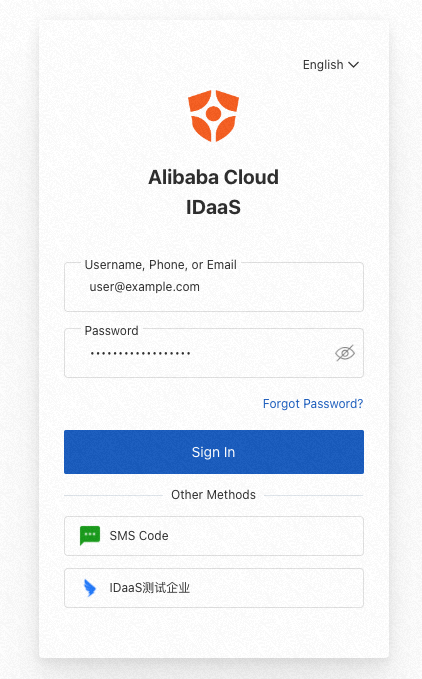 English
Alibaba Cloud
IDaaS
Username, Phone, or Email
user@example.com
Password
••••••••••••••••••
Forgot Password?
Sign In
Other Methods
SMS Code
IDaaS测试企业